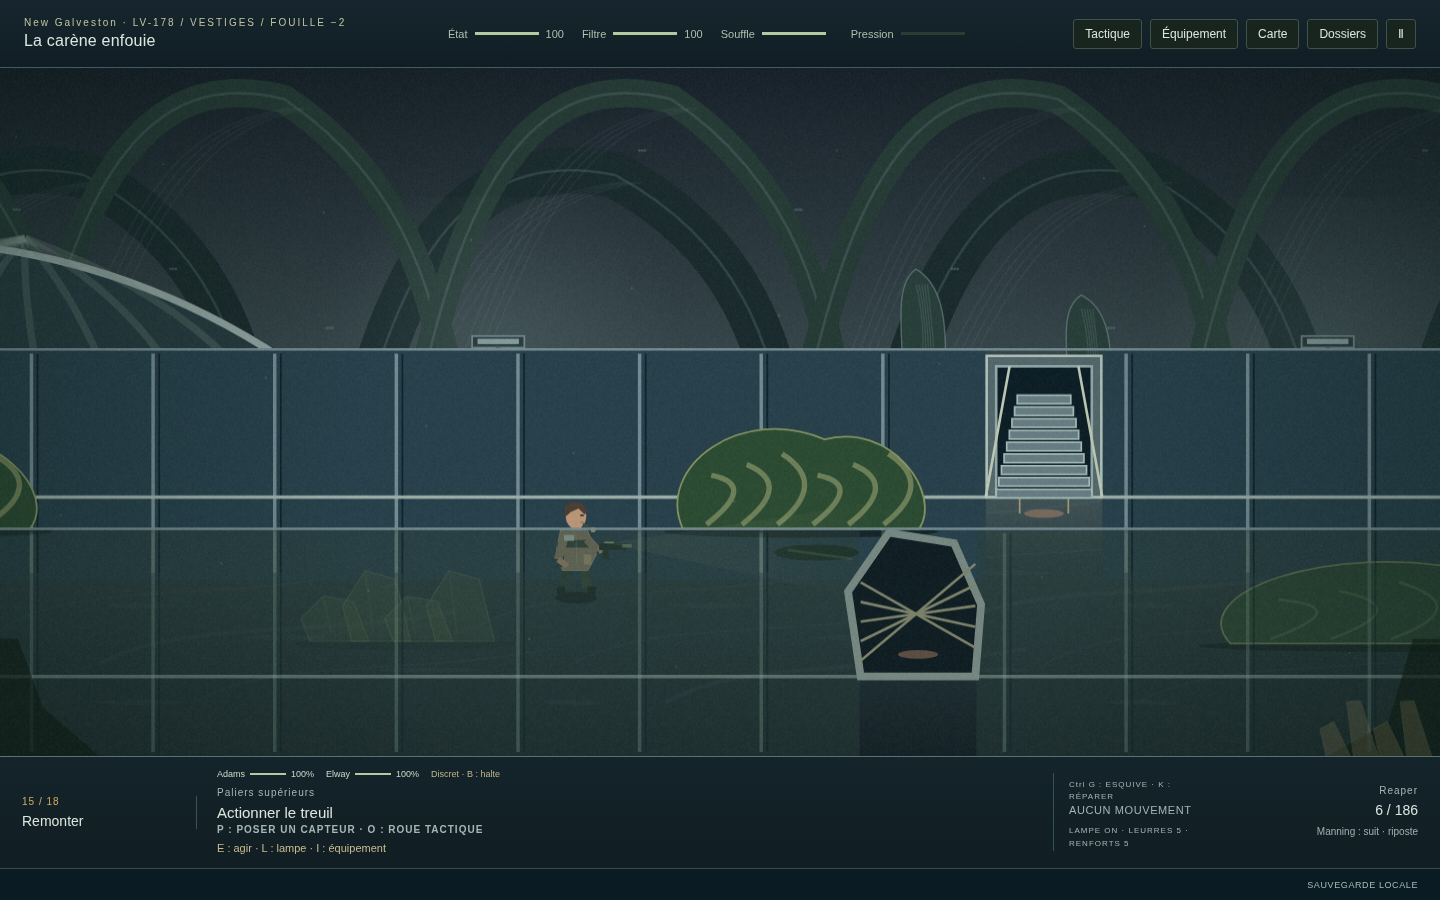 New Galveston · LV-178 / VESTIGES / FOUILLE −2
La carène enfouie
État 100 Filtre 100 Souffle Pression
Tactique Équipement Carte Dossiers II
15 / 18
Remonter
Adams 100% Elway 100% Discret · B : halte
Paliers supérieurs
Actionner le treuil
P : POSER UN CAPTEUR · O : ROUE TACTIQUE
E : agir · L : lampe · I : équipement
Ctrl G : ESQUIVE · K :
RÉPARER
AUCUN MOUVEMENT
LAMPE ON · LEURRES 5 ·
RENFORTS 5
Reaper
6 / 186
Manning : suit · riposte
SAUVEGARDE LOCALE